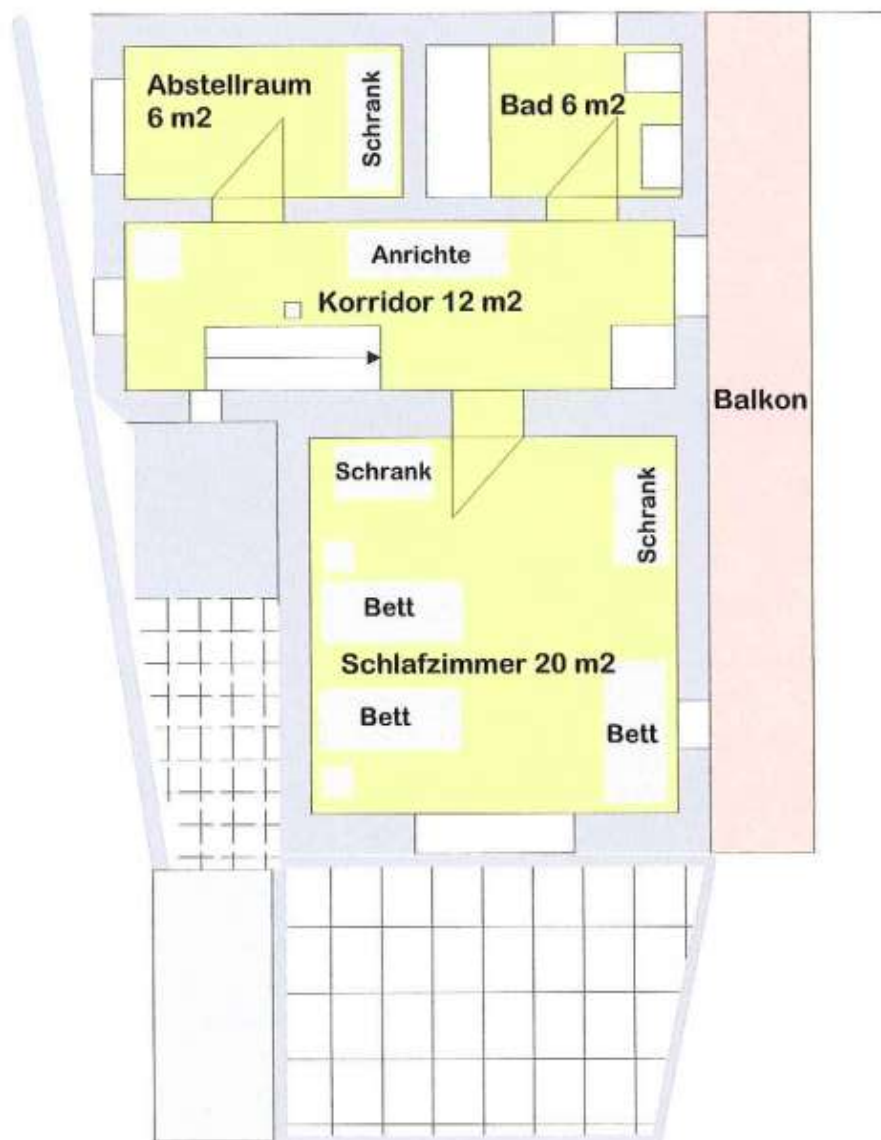 Abstellraum
6 m2
Schrank
Bad 6 m2
Anrichte
Korridor 12 m2
Balkon
Schrank
Schrank
Bett
Schlafzimmer 20 m2
Bett
Bett